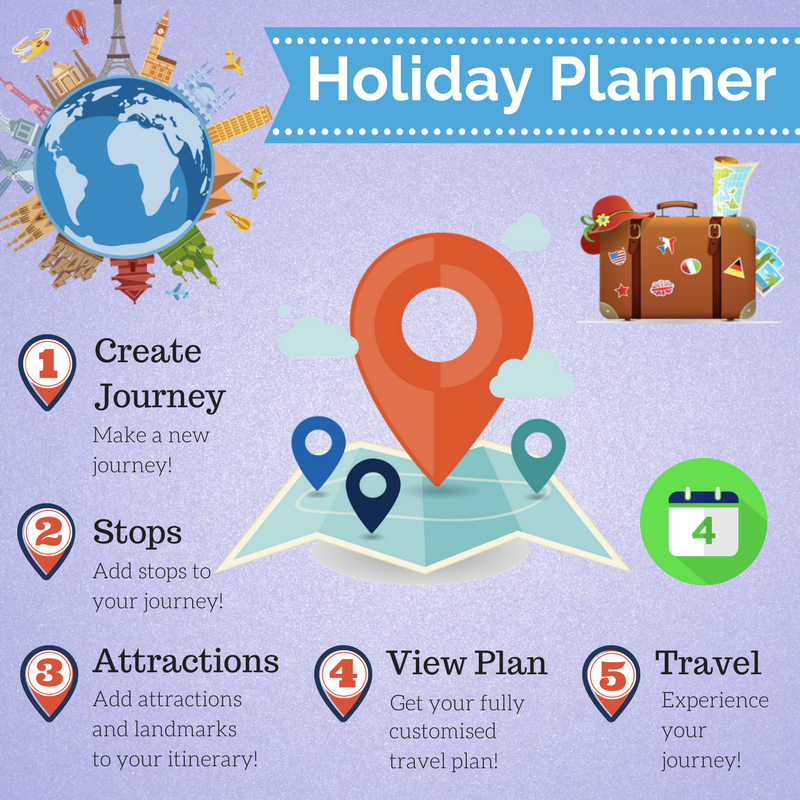 Holiday Planner
1
Create
Journey
Make a new
journey!
2
Stops
Add stops to
your journey!
4
3
Attractions
Add attractions
and landmarks
to your itinerary!
4
View Plan
Get your fully
customised
travel plan!
5
Travel
Experience
your
journey!